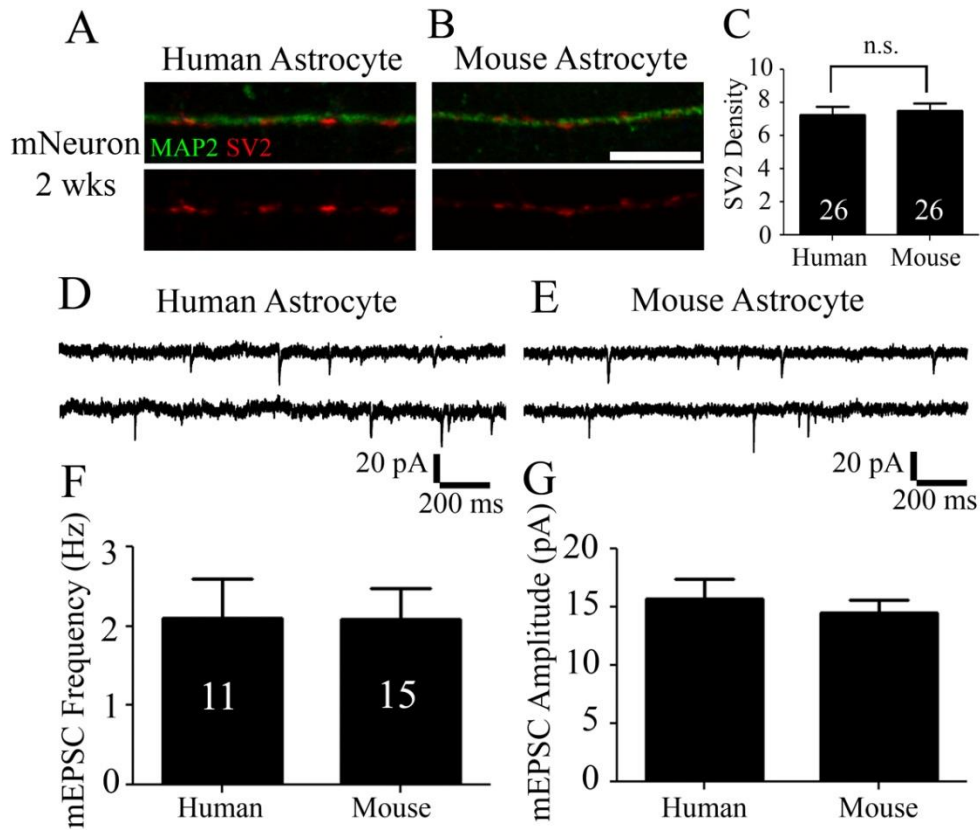 A
B
C
Human Astrocyte
Mouse Astrocyte
mNeuron
2 wks
MAP2 SV2
n.s.
SV2 Density
10
8
6
4
2
0
26
26
Human
Mouse
D
Human Astrocyte
E
Mouse Astrocyte
20 pA
200 ms
20 pA
200 ms
F
mEPSC Frequency (Hz)
3
2
1
0
11
15
Human
Mouse
G
mEPSC Amplitude (pA)
20
15
10
5
0
Human
Mouse